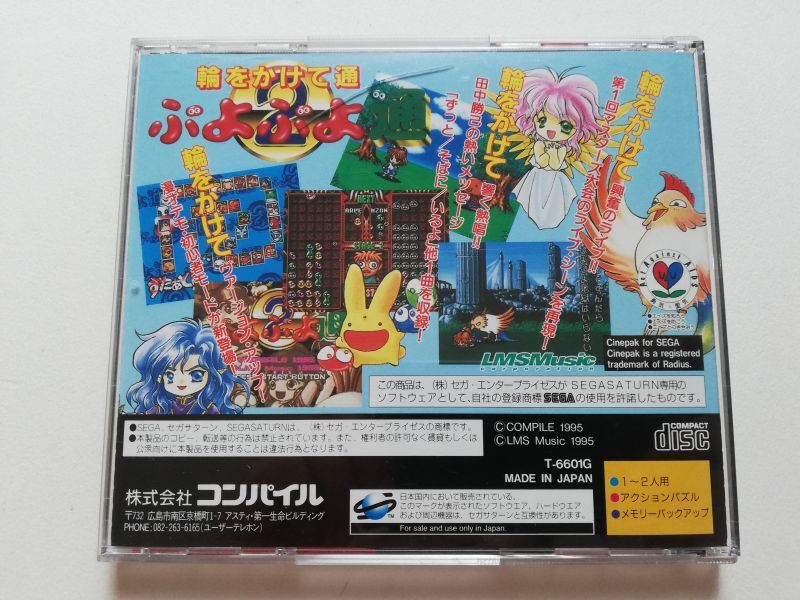 輪をかけて通
ぷよぷよ通
2
輪をかけて
響く熱唱!!
田中勝己の熱いメッセージ
「ずっと/そばに/いるよ他1曲を収録!
輪をかけて
興奮のライブ!!
第1回マスターズ大会のライブ・シーンを再現!
輪をかけて
ヴァージョン・アップ!
漫才デモ・初心者モードが新登場!!
NEXT
STAGE
START BUTTON
Art Against Aids
LMSMusic
Cinepak for SEGA
Cinepak is a registered
trademark of Radius.
この商品は、(株)セガ・エンタープライゼスがSEGASATURN専用の
ソフトウェアとして、自社の登録商標SEGAの使用を許諾したものです。
●SEGA、セガサターン、SEGASATURNは、(株)セガ・エンタープライゼスの商標です。
●本製品のコピー、転送等の行為は禁止されています。また、権利者の許可なく賃貸もしくは
公衆向けに本製品を使用することは違法行為となります。
ⒸCOMPILE 1995
ⒸLMS Music 1995
COMPACT
disc
T-6601G
MADE IN JAPAN
株式会社コンパイル
〒732 広島市南区京橋町1-7 アスティ・第一生命ビルディング
PHONE: 082-263-6165(ユーザーテレホン)
TM
日本国内において販売されている、
このマークが表示されたソフトウエア、ハードウエア
および周辺機器は、セガサターンと互換性があります。
For sale and use only in Japan.
●1~2人用
●アクションパズル
●メモリーバックアップ